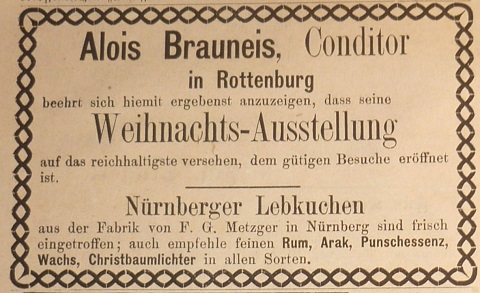 Alois Brauneis, Conditor
in Rottenburg
beehrt sich hiemit ergebenst anzuzeigen, dass seine
Weihnachts-Ausstellung
auf das reichhaltigste versehen, dem gütigen Besuche eröffnet
ist.
Nürnberger Lebkuchen
aus der Fabrik von F. G. Metzger in Nürnberg sind frisch
eingetroffen; auch empfehle feinen Rum, Arak, Punschessenz,
Wachs, Christbaumlichter in allen Sorten.